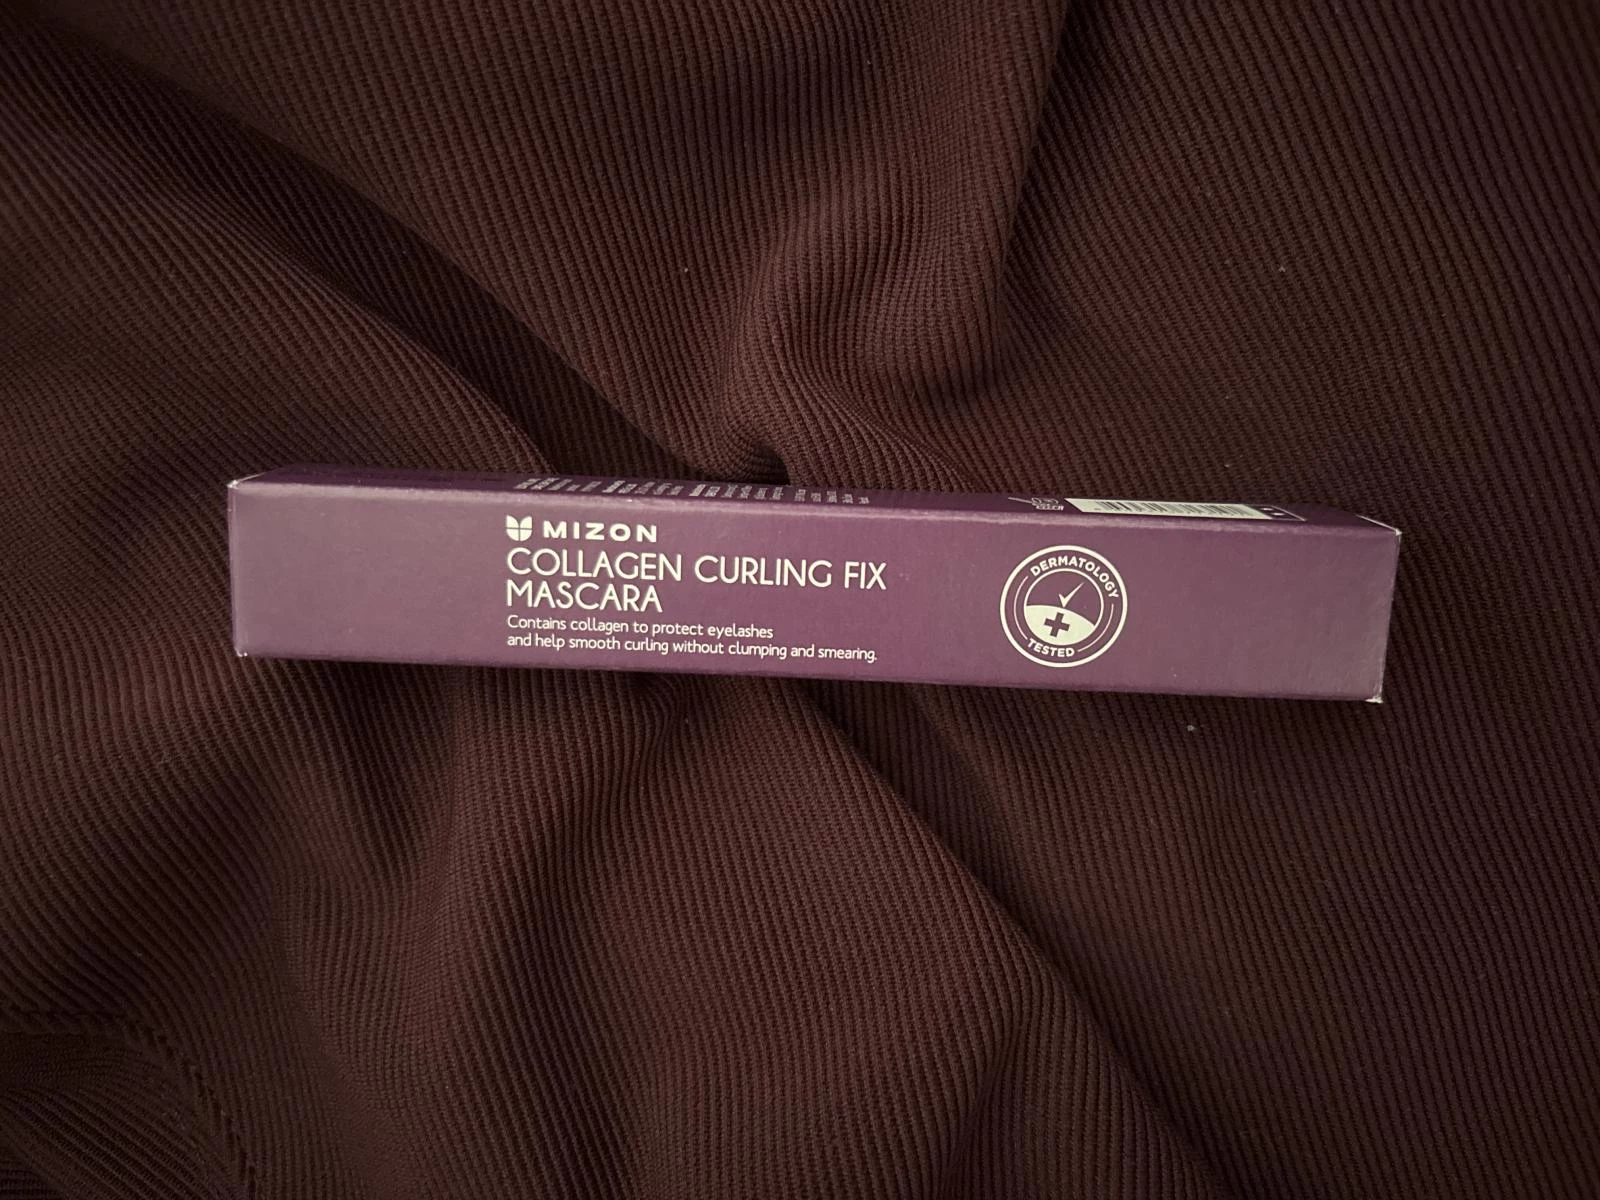 MIZON
COLLAGEN CURLING FIX
MASCARA
Contains collagen to protect eyelashes
and help smooth curling without clumping and smearing.
DERMATOLOGY
TESTED